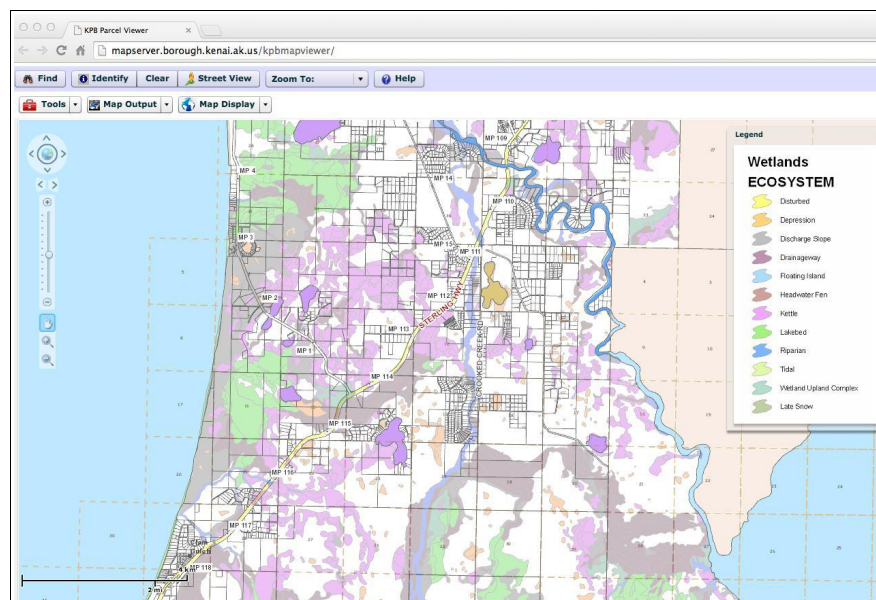 KPB Parcel Viewer
mapserver.borough.kenai.ak.us/kpbmapviewer/
Find Identify Clear Street View Zoom To: Help
Tools Map Output Map Display
Legend
Wetlands
ECOSYSTEM
Disturbed
Depression
Discharge Slope
Drainageway
Floating Island
Headwater Fen
Kettle
Lakebed
Riparian
Tidal
Wetland Upland Complex
Late Snow
MP 109
MP 4
MP 14
MP 110
MP 3
MP 15
MP 111
MP 2
MP 112
STERLING HWY
MP 113
CROOKED CREEK RD
MP 1
MP 114
MP 115
MP 116
MP 117
Clam
Gulch
4 km
MP 118
2 mi